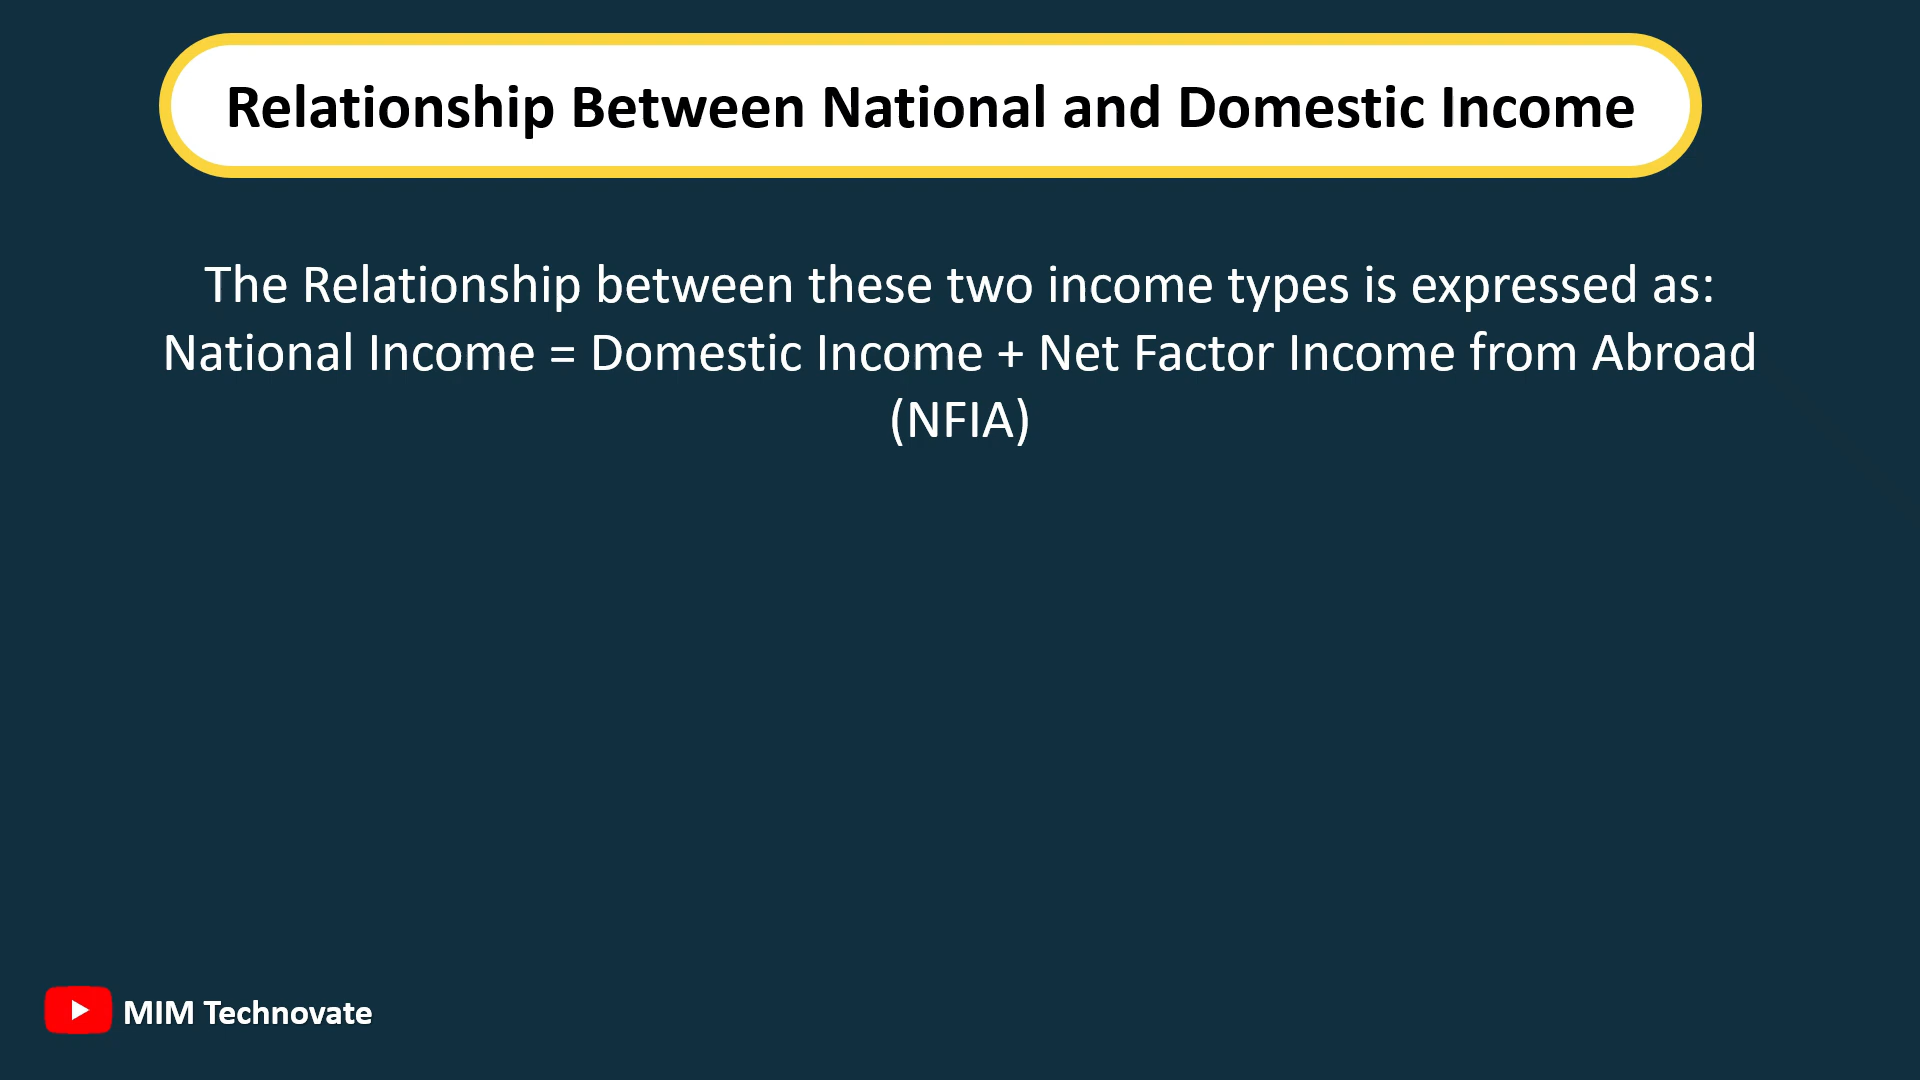 Relationship Between National and Domestic Income
The Relationship between these two income types is expressed as:
National Income = Domestic Income + Net Factor Income from Abroad
(NFIA)
MIM Technovate